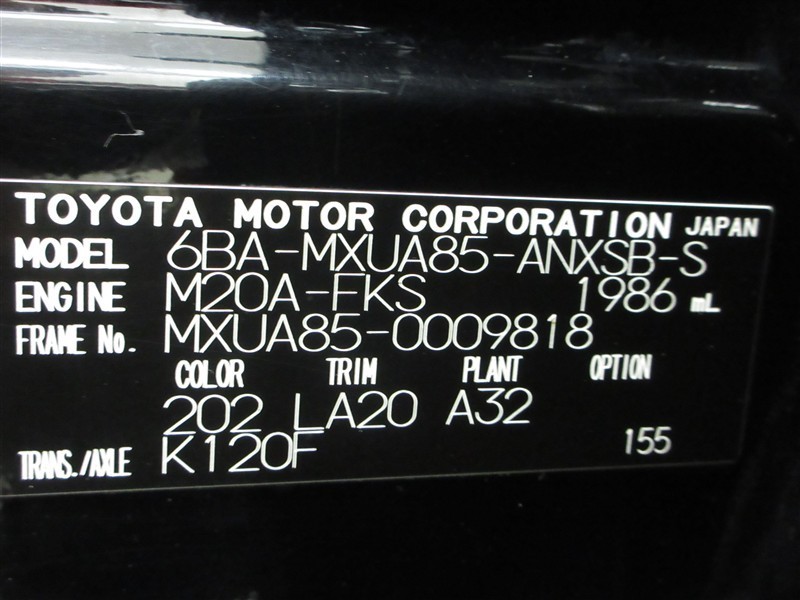 TOYOTA MOTOR CORPORATION JAPAN
MODEL 6BA-MXUA85-ANXSB-S
ENGINE M20A-FKS 1986 mL
FRAME No. MXUA85-0009818
COLOR TRIM PLANT OPTION
202 LA20 A32
TRANS./AXLE K120F 155